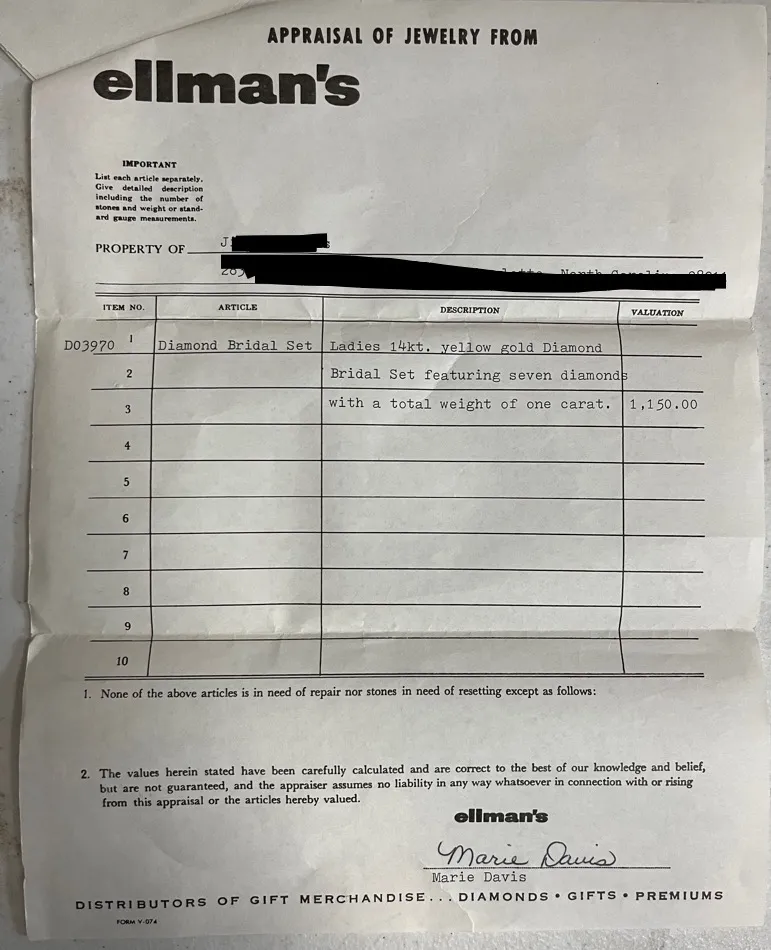 APPRAISAL OF JEWELRY FROM
ellman's
IMPORTANT
List each article separately.
Give detailed description
including the number of
stones and weight or stand-
ard gauge measurements.
PROPERTY OF
North
ITEM NO. ARTICLE DESCRIPTION VALUATION
D03970 1 Diamond Bridal Set Ladies 14kt. yellow gold Diamond
2 Bridal Set featuring seven diamonds
3 with a total weight of one carat. 1,150.00
4
5
6
7
8
9
10
1. None of the above articles is in need of repair nor stones in need of resetting except as follows:
2. The values herein stated have been carefully calculated and are correct to the best of our knowledge and belief,
but are not guaranteed, and the appraiser assumes no liability in any way whatsoever in connection with or rising
from this appraisal or the articles hereby valued.
ellman's
Marie Davis
Marie Davis
DISTRIBUTORS OF GIFT MERCHANDISE... DIAMONDS • GIFTS • PREMIUMS
FORM V-074